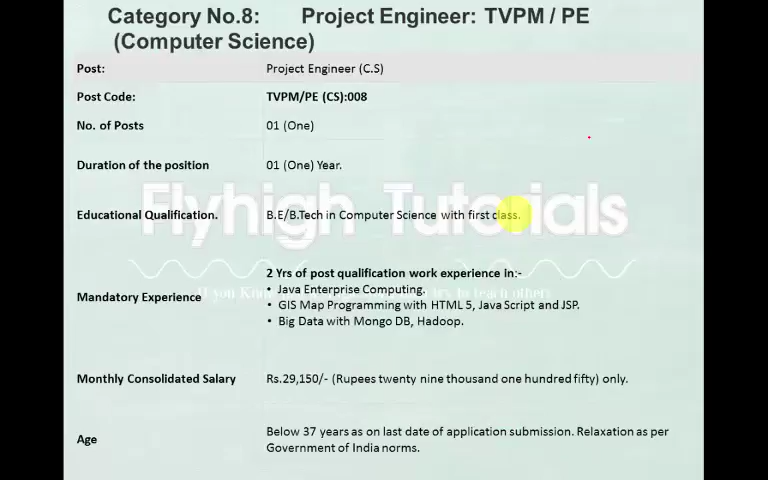 Category No.8: Project Engineer: TVPM / PE
(Computer Science)
Post: Project Engineer (C.S)
Post Code: TVPM/PE (CS):008
No. of Posts 01 (One)
Duration of the position 01 (One) Year.
Flyhigh Tutorials
Educational Qualification. B.E/B.Tech in Computer Science with first class.
2 Yrs of post qualification work experience in:-
• Java Enterprise Computing.
Mandatory Experience
• GIS Map Programming with HTML 5, Java Script and JSP.
• Big Data with Mongo DB, Hadoop.
Monthly Consolidated Salary Rs.29,150/- (Rupees twenty nine thousand one hundred fifty) only.
Age
Below 37 years as on last date of application submission. Relaxation as per
Government of India norms.